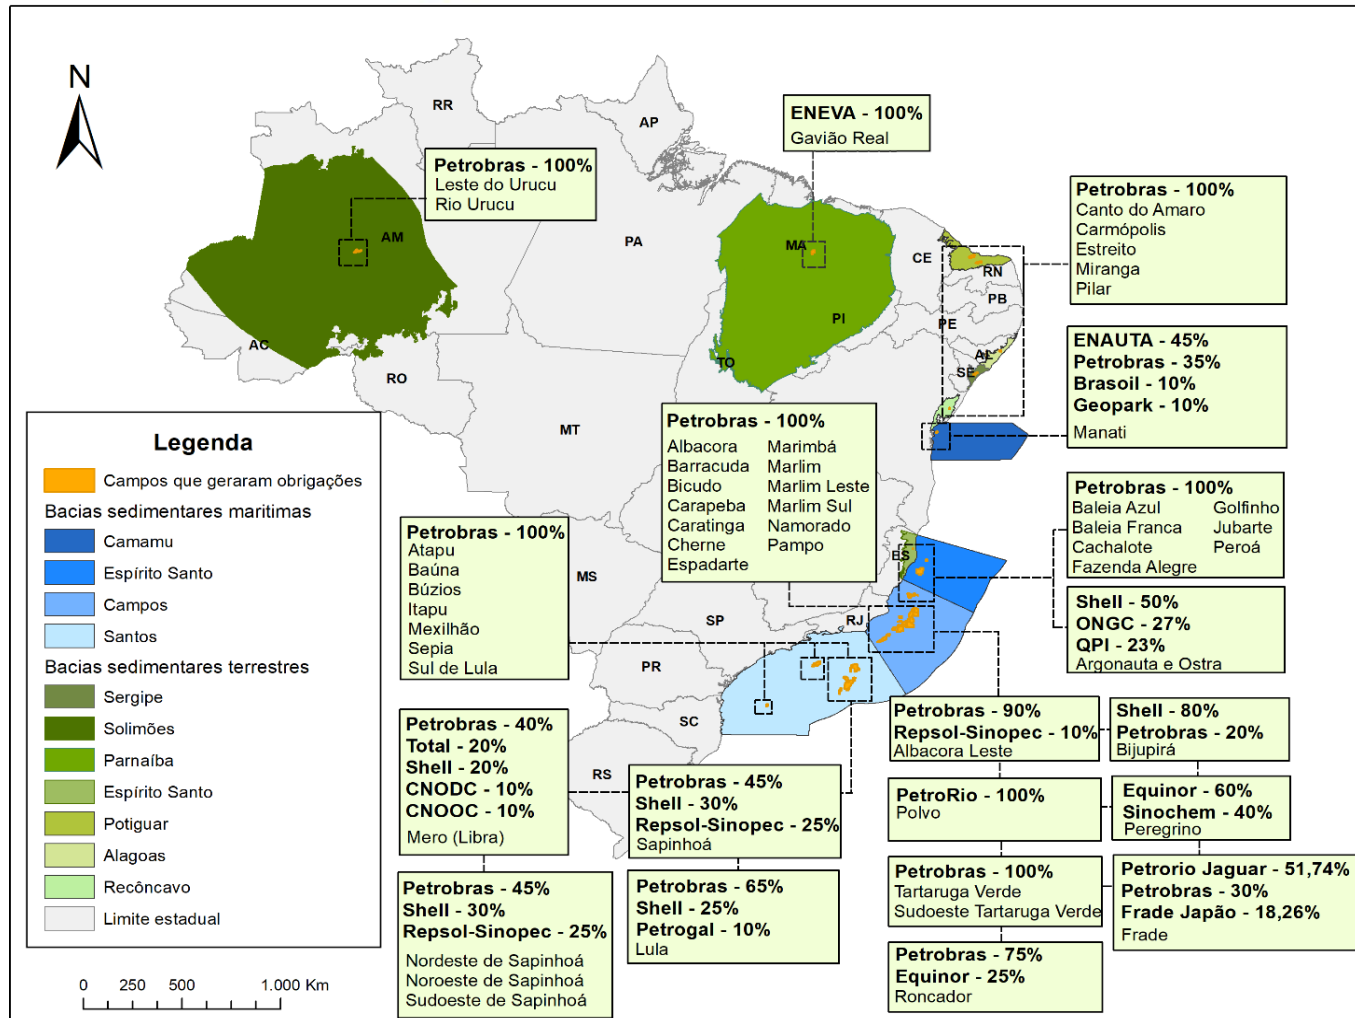 N
RR
AP
AM
PA
MA
CE
RN
PB
PE
PI
AL
SE
TO
AC
RO
MT
MS
ES
SP
RJ
PR
SC
RS
ENEVA - 100%
Gavião Real
Petrobras - 100%
Leste do Urucu
Rio Urucu
Petrobras - 100%
Canto do Amaro
Carmópolis
Estreito
Miranga
Pilar
ENAUTA - 45%
Petrobras - 35%
Brasoil - 10%
Geopark - 10%
Manati
Petrobras - 100%
Albacora Marimbá
Barracuda Marlim
Bicudo Marlim Leste
Carapeba Marlim Sul
Caratinga Namorado
Cherne Pampo
Espadarte
Petrobras - 100%
Baleia Azul Golfinho
Baleia Franca Jubarte
Cachalote Peroá
Fazenda Alegre
Shell - 50%
ONGC - 27%
QPI - 23%
Argonauta e Ostra
Petrobras - 100%
Atapu
Baúna
Búzios
Itapu
Mexilhão
Sepia
Sul de Lula
Petrobras - 40%
Total - 20%
Shell - 20%
CNODC - 10%
CNOOC - 10%
Mero (Libra)
Petrobras - 45%
Shell - 30%
Repsol-Sinopec - 25%
Sapinhoá
Petrobras - 45%
Shell - 30%
Repsol-Sinopec - 25%
Nordeste de Sapinhoá
Noroeste de Sapinhoá
Sudoeste de Sapinhoá
Petrobras - 65%
Shell - 25%
Petrogal - 10%
Lula
Petrobras - 90%
Repsol-Sinopec - 10%
Albacora Leste
Shell - 80%
Petrobras - 20%
Bijupirá
PetroRio - 100%
Polvo
Equinor - 60%
Sinochem - 40%
Peregrino
Petrobras - 100%
Tartaruga Verde
Sudoeste Tartaruga Verde
Petrorio Jaguar - 51,74%
Petrobras - 30%
Frade Japão - 18,26%
Frade
Petrobras - 75%
Equinor - 25%
Roncador
Legenda
Campos que geraram obrigações
Bacias sedimentares maritimas
Camamu
Espírito Santo
Campos
Santos
Bacias sedimentares terrestres
Sergipe
Solimões
Parnaíba
Espírito Santo
Potiguar
Alagoas
Recôncavo
Limite estadual
0 250 500 1.000 Km